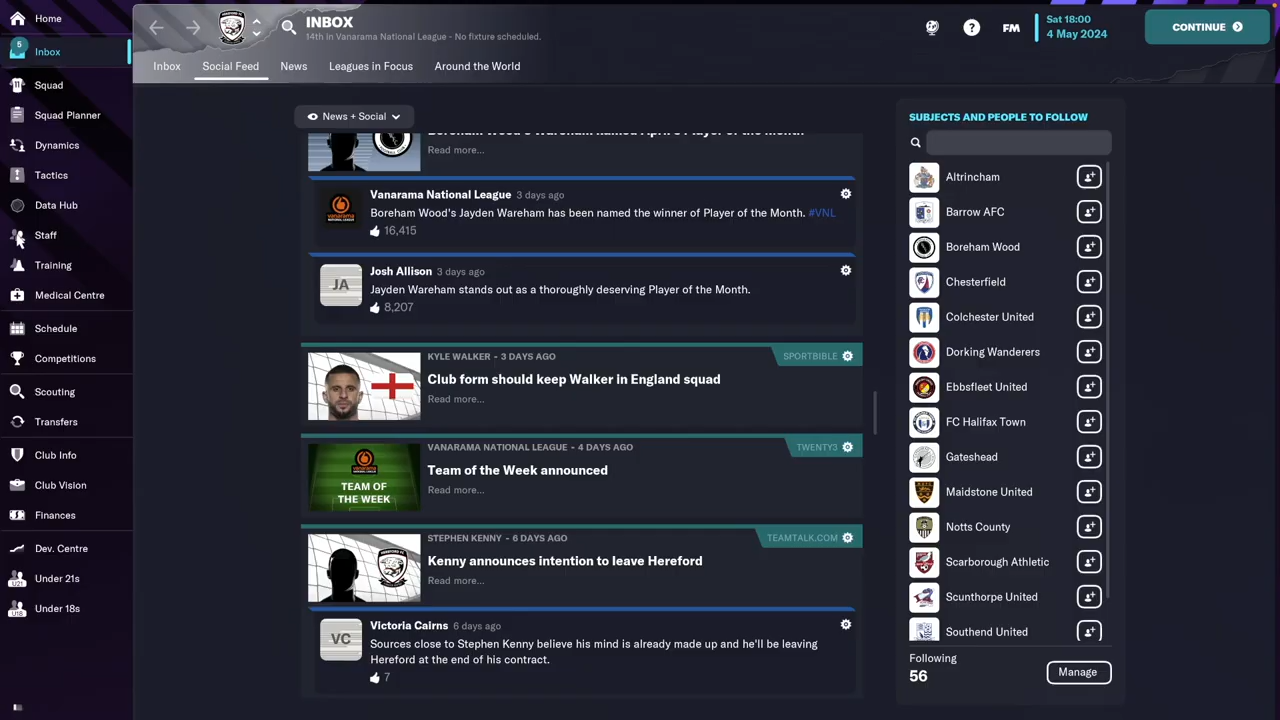 Home
INBOX
14th in Vanarama National League - No fixture scheduled.
FM
Sat 18:00
4 May 2024
CONTINUE
5
Inbox
Inbox
Social Feed
News
Leagues in Focus
Around the World
Squad
Squad Planner
Dynamics
Tactics
Data Hub
Staff
Training
Medical Centre
Schedule
Competitions
Scouting
Transfers
Club Info
Club Vision
Finances
Dev. Centre
Under 21s
Under 18s
News + Social
Boreham Wood's Wareham named April's Player of the Month
Read more...
Vanarama National League 3 days ago
Boreham Wood's Jayden Wareham has been named the winner of Player of the Month. #VNL
16,415
JA
Josh Allison 3 days ago
Jayden Wareham stands out as a thoroughly deserving Player of the Month.
8,207
KYLE WALKER - 3 DAYS AGO
SPORTBIBLE
Club form should keep Walker in England squad
Read more...
VANARAMA NATIONAL LEAGUE - 4 DAYS AGO
TWENTY3
TEAM OF
THE WEEK
Team of the Week announced
Read more...
STEPHEN KENNY - 6 DAYS AGO
TEAMTALK.COM
Kenny announces intention to leave Hereford
Read more...
VC
Victoria Cairns 6 days ago
Sources close to Stephen Kenny believe his mind is already made up and he'll be leaving
Hereford at the end of his contract.
7
SUBJECTS AND PEOPLE TO FOLLOW
Altrincham
Barrow AFC
Boreham Wood
Chesterfield
Colchester United
Dorking Wanderers
Ebbsfleet United
FC Halifax Town
Gateshead
Maidstone United
Notts County
Scarborough Athletic
Scunthorpe United
Southend United
Following
56
Manage